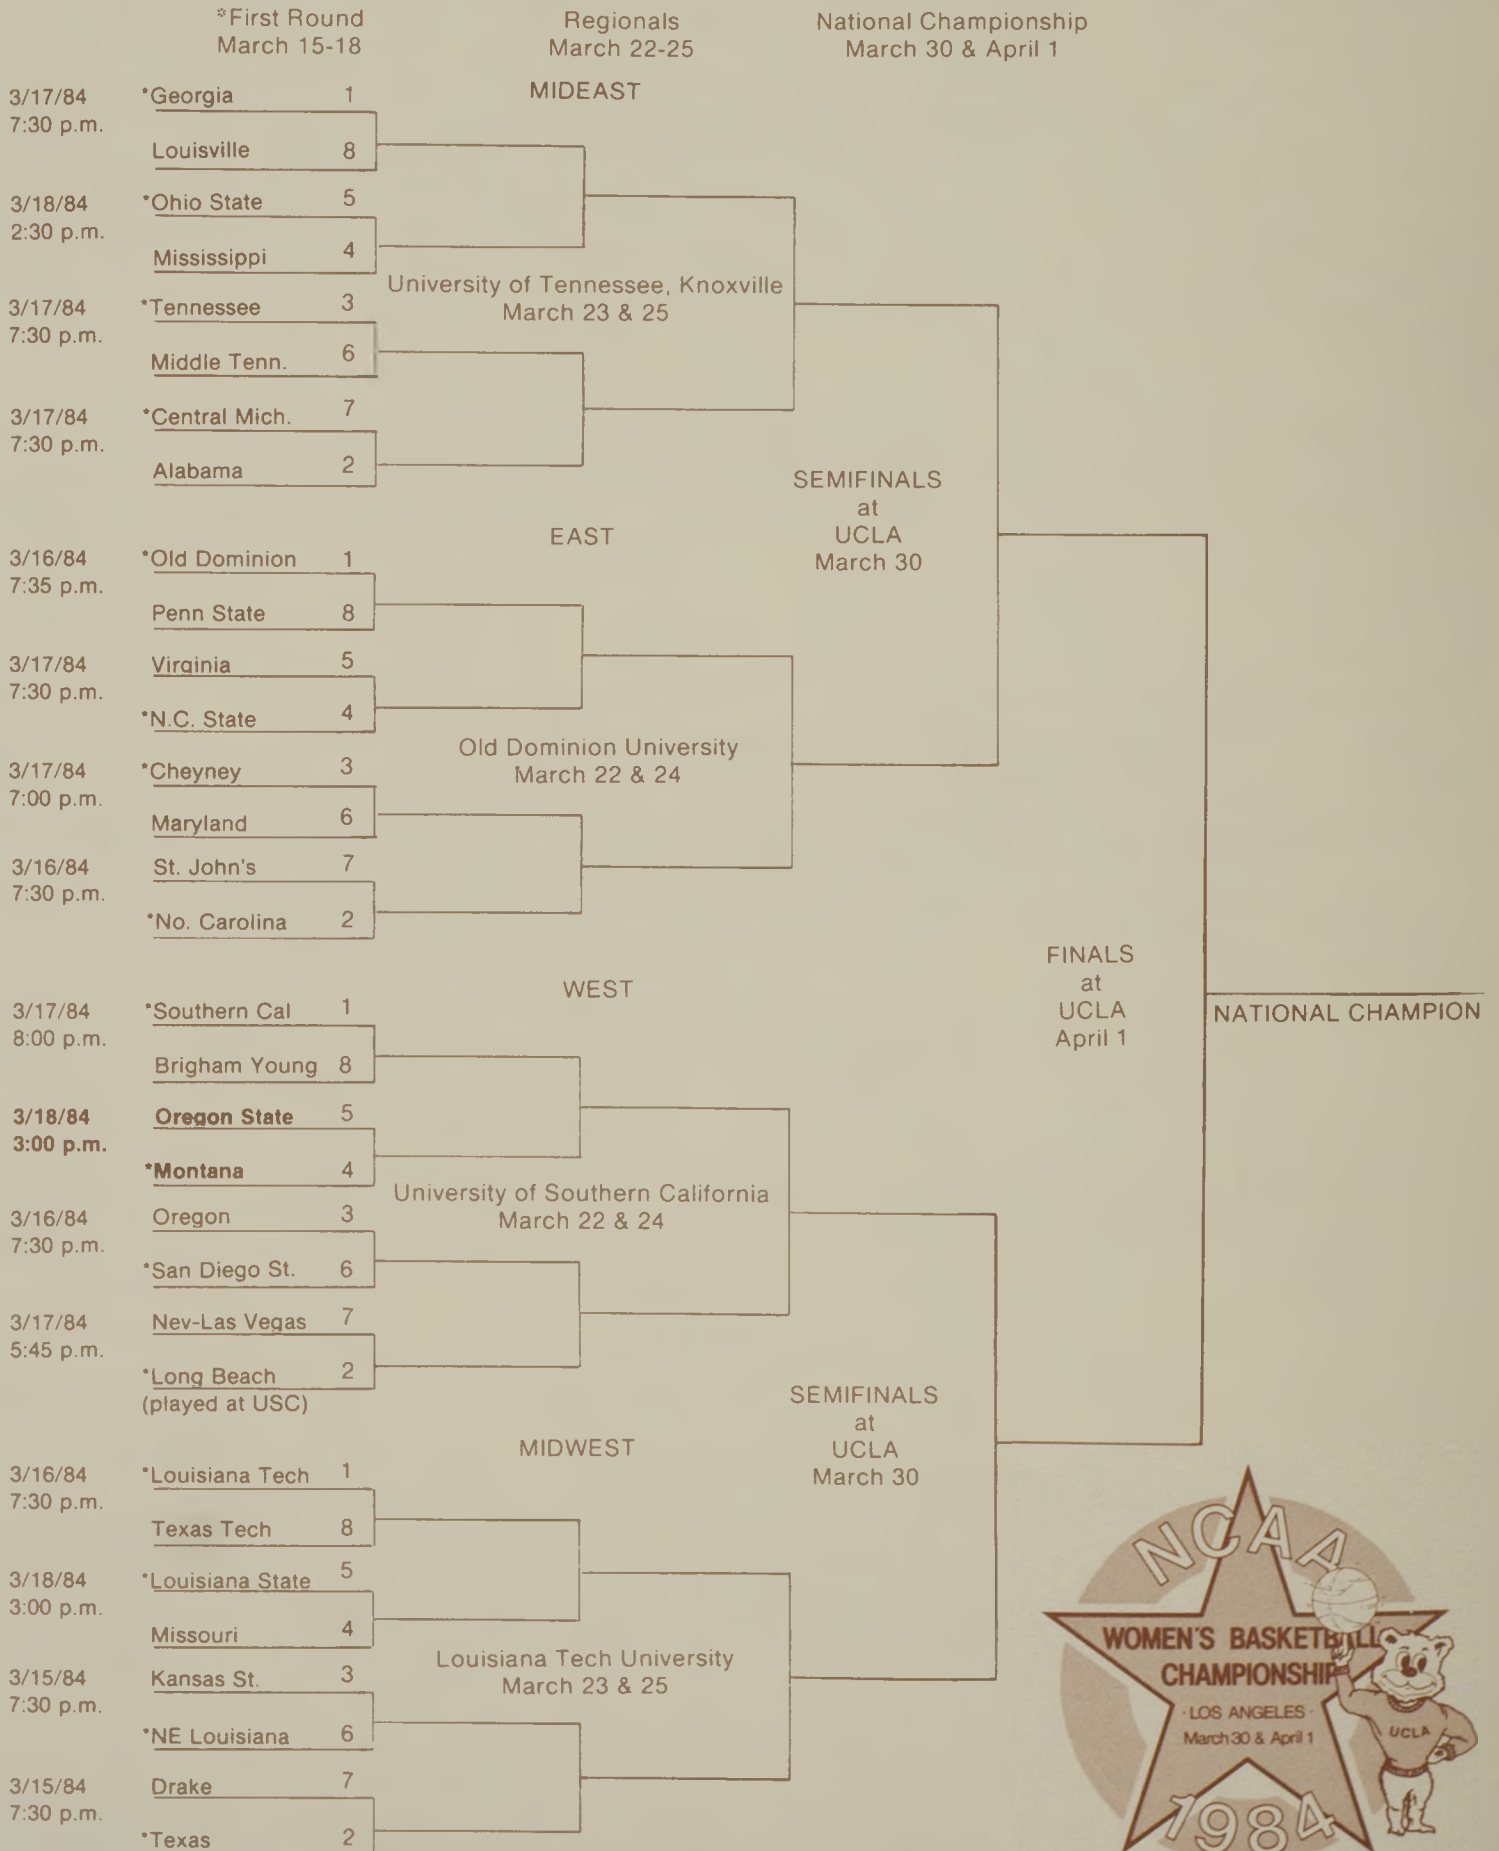 *First Round
March 15-18
Regionals
March 22-25
National Championship
March 30 & April 1
MIDEAST
3/17/84
7:30 p.m.
*Georgia 1
Louisville 8
3/18/84
2:30 p.m.
*Ohio State 5
Mississippi 4
University of Tennessee, Knoxville
March 23 & 25
3/17/84
7:30 p.m.
*Tennessee 3
Middle Tenn. 6
3/17/84
7:30 p.m.
*Central Mich. 7
Alabama 2
SEMIFINALS
at
UCLA
March 30
EAST
3/16/84
7:35 p.m.
*Old Dominion 1
Penn State 8
3/17/84
7:30 p.m.
Virginia 5
*N.C. State 4
Old Dominion University
March 22 & 24
3/17/84
7:00 p.m.
*Cheyney 3
Maryland 6
3/16/84
7:30 p.m.
St. John's 7
*No. Carolina 2
FINALS
at
UCLA
April 1
NATIONAL CHAMPION
WEST
3/17/84
8:00 p.m.
*Southern Cal 1
Brigham Young 8
3/18/84
3:00 p.m.
Oregon State 5
*Montana 4
University of Southern California
March 22 & 24
3/16/84
7:30 p.m.
Oregon 3
*San Diego St. 6
3/17/84
5:45 p.m.
Nev-Las Vegas 7
*Long Beach 2
(played at USC)
SEMIFINALS
at
UCLA
March 30
MIDWEST
3/16/84
7:30 p.m.
*Louisiana Tech 1
Texas Tech 8
3/18/84
3:00 p.m.
*Louisiana State 5
Missouri 4
Louisiana Tech University
March 23 & 25
3/15/84
7:30 p.m.
Kansas St. 3
*NE Louisiana 6
3/15/84
7:30 p.m.
Drake 7
*Texas 2
NCAA
WOMEN'S BASKETBALL
CHAMPIONSHIP
· LOS ANGELES ·
March 30 & April 1
UCLA
1984